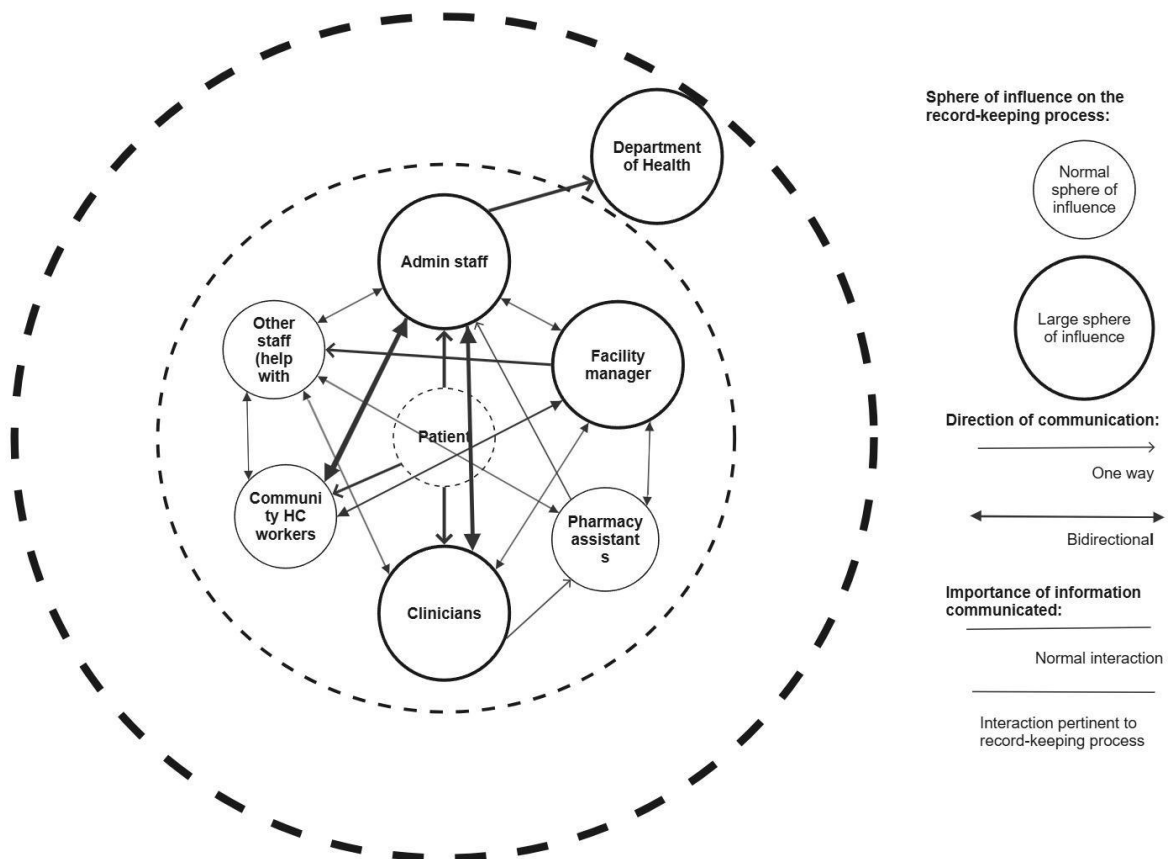 Department
of Health
Admin staff
Other
staff
(help
with
Facility
manager
Patient
Communi
ty HC
workers
Pharmacy
assistant
s
Clinicians
Sphere of influence on the
record-keeping process:
Normal
sphere of
influence
Large sphere
of influence
Direction of communication:
One way
Bidirectional
Importance of information
communicated:
Normal interaction
Interaction pertinent to
record-keeping process